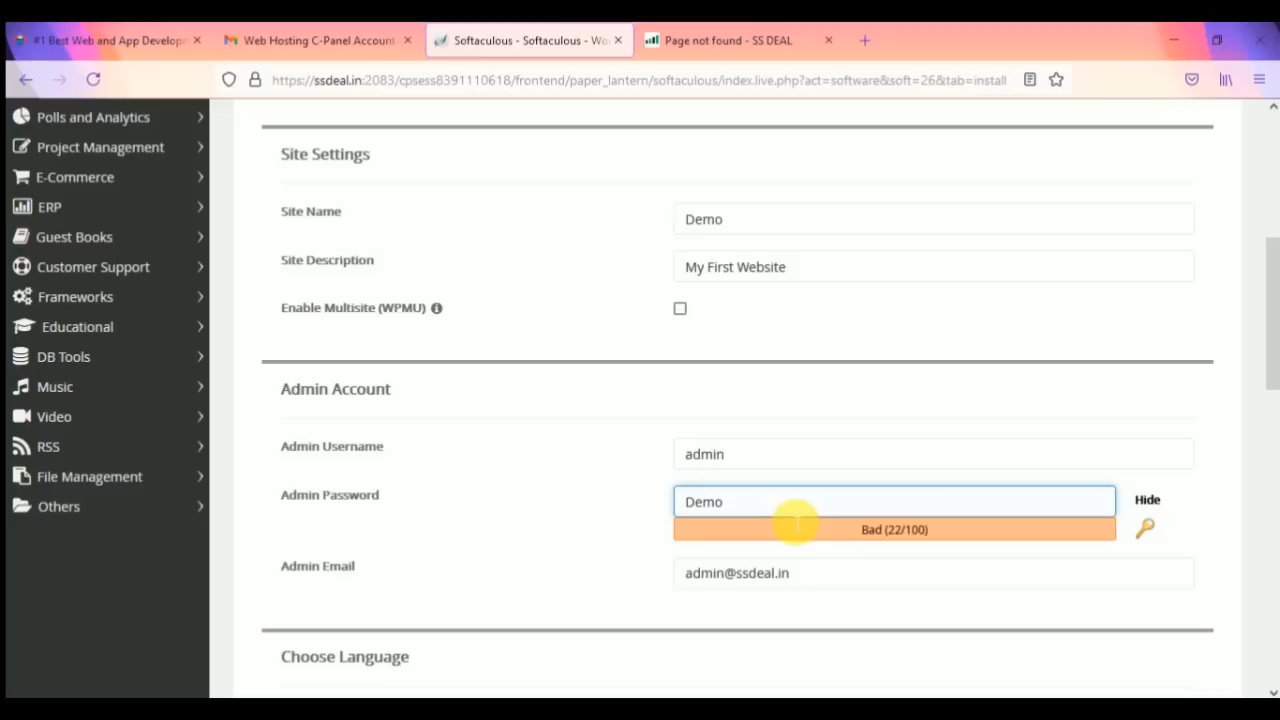 #1 Best Web and App Develop
Web Hosting C-Panel Account
Softaculous - Softaculous - Wo
Page not found - SS DEAL
https://ssdeal.in:2083/cpsess8391110618/frontend/paper_lantern/softaculous/index.live.php?act=software&soft=26&tab=install
Polls and Analytics
Project Management
E-Commerce
ERP
Guest Books
Customer Support
Frameworks
Educational
DB Tools
Music
Video
RSS
File Management
Others
Site Settings
Site Name
Demo
Site Description
My First Website
Enable Multisite (WPMU)
Admin Account
Admin Username
admin
Admin Password
Demo
Hide
Bad (22/100)
Admin Email
admin@ssdeal.in
Choose Language